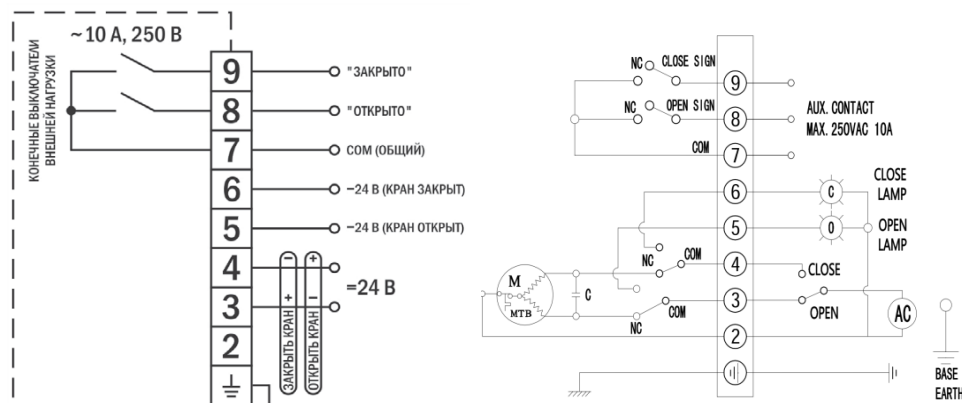 ~10 А, 250 В
КОНЕЧНЫЕ ВЫКЛЮЧАТЕЛИ
ВНЕШНЕЙ НАГРУЗКИ
9
"ЗАКРЫТО"
8
"ОТКРЫТО"
7
COM (ОБЩИЙ)
6
−24 В (КРАН ЗАКРЫТ)
5
−24 В (КРАН ОТКРЫТ)
4
3
2
=24 В
ЗАКРЫТЬ КРАН + −
ОТКРЫТЬ КРАН − +
NC CLOSE SIGN
9
NC OPEN SIGN
8
AUX. CONTACT
MAX. 250VAC 10A
COM
7
6
C
CLOSE
LAMP
5
O
OPEN
LAMP
NC
COM
4
CLOSE
M
MTB
C
NC
COM
3
OPEN
AC
2
BASE
EARTH